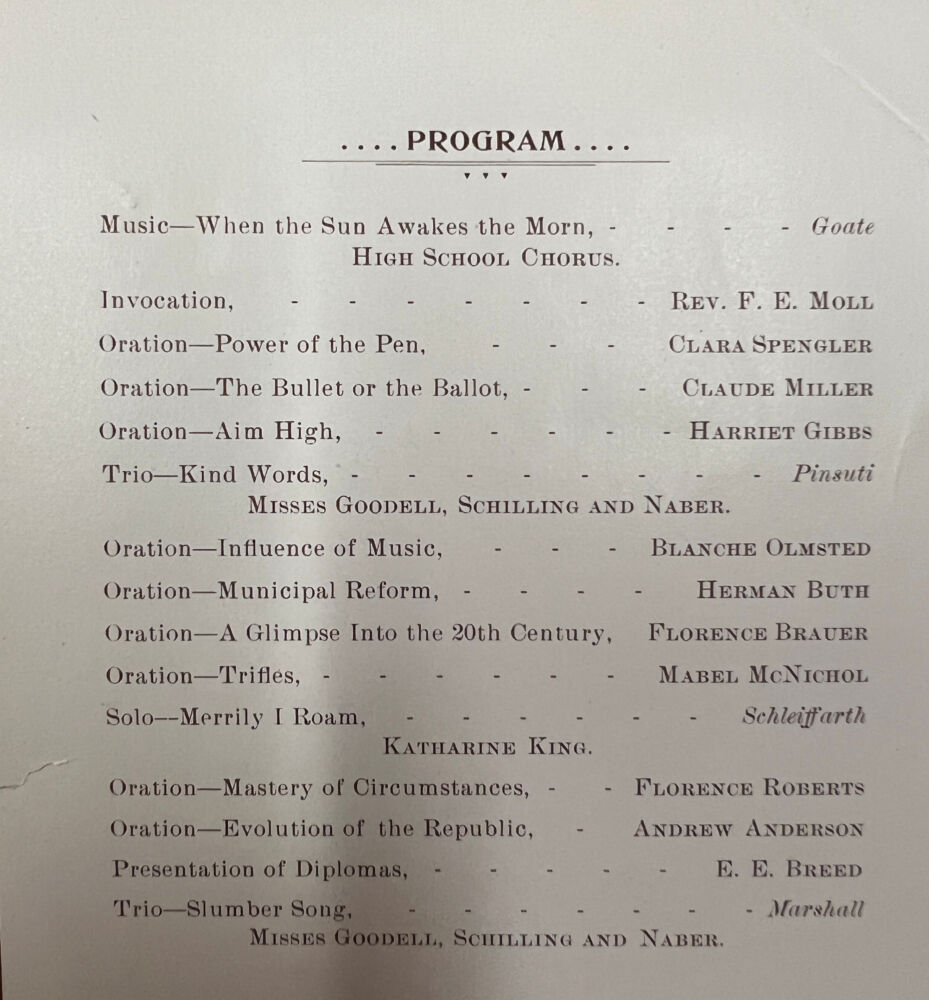 ....PROGRAM....
Music—When the Sun Awakes the Morn, - - - - Goate
HIGH SCHOOL CHORUS.
Invocation, - - - - - - - REV. F. E. MOLL
Oration—Power of the Pen, - - - CLARA SPENGLER
Oration—The Bullet or the Ballot, - - - CLAUDE MILLER
Oration—Aim High, - - - - - - HARRIET GIBBS
Trio—Kind Words, - - - - - - - - Pinsuti
MISSES GOODELL, SCHILLING AND NABER.
Oration—Influence of Music, - - - BLANCHE OLMSTED
Oration—Municipal Reform, - - - - HERMAN BUTH
Oration—A Glimpse Into the 20th Century, FLORENCE BRAUER
Oration—Trifles, - - - - - - MABEL MCNICHOL
Solo—Merrily I Roam, - - - - - - Schleiffarth
KATHARINE KING.
Oration—Mastery of Circumstances, - - FLORENCE ROBERTS
Oration—Evolution of the Republic, - ANDREW ANDERSON
Presentation of Diplomas, - - - - - E. E. BREED
Trio—Slumber Song, - - - - - - - Marshall
MISSES GOODELL, SCHILLING AND NABER.